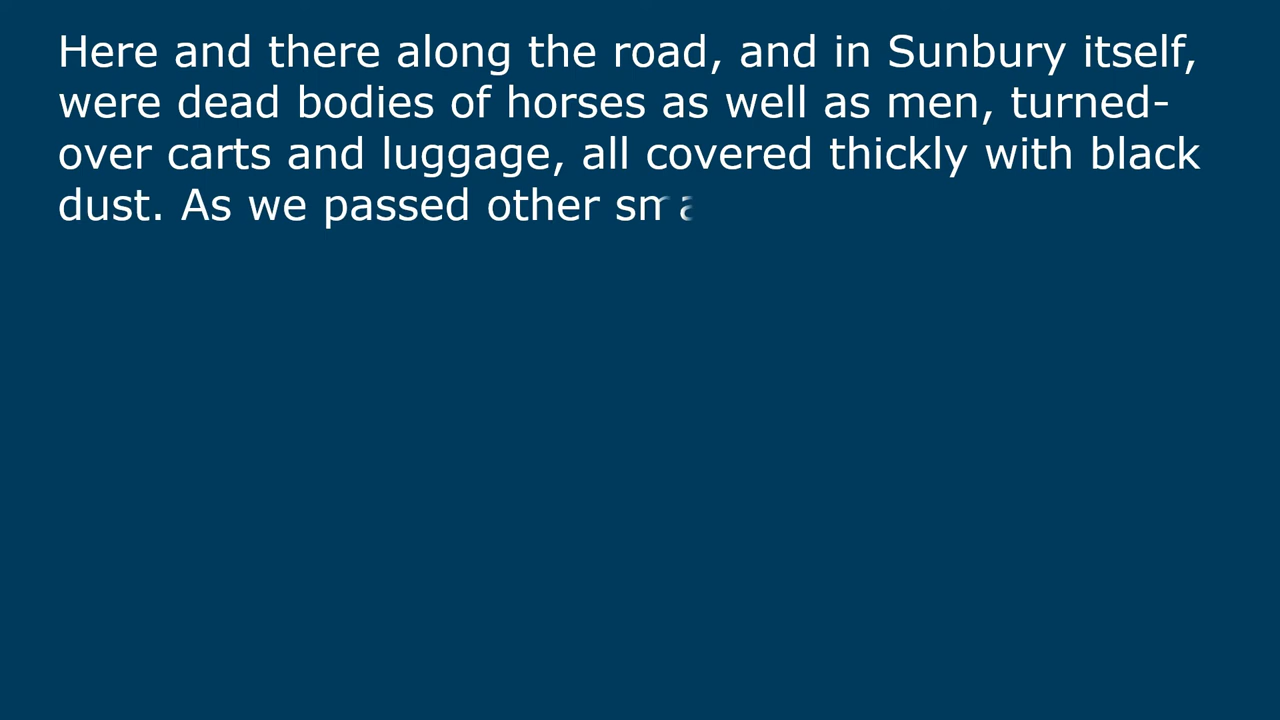 Here and there along the road, and in Sunbury itself,
were dead bodies of horses as well as men, turned-
over carts and luggage, all covered thickly with black
dust. As we passed other